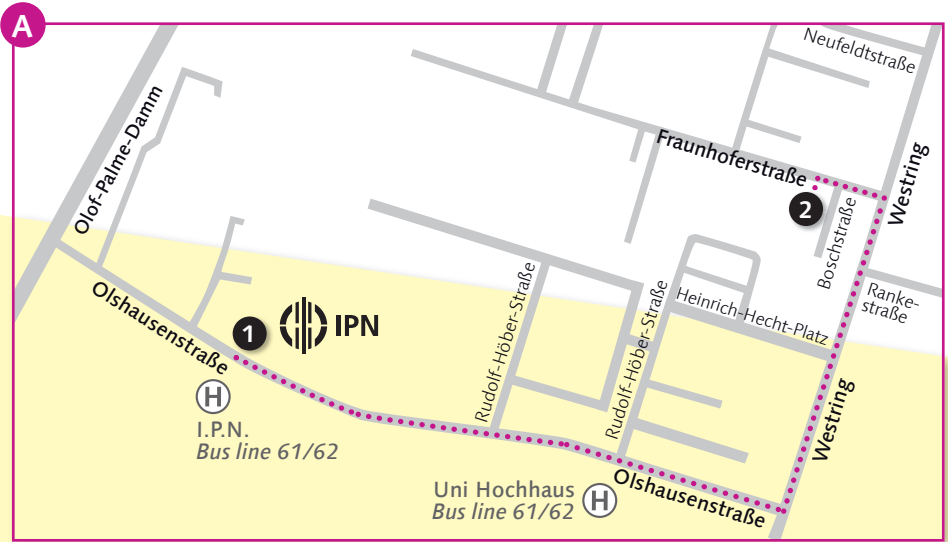 A
Neufeldtstraße
Olof-Palme-Damm
Fraunhoferstraße
Westring
2
Boschstraße
Ranke-
straße
Olshausenstraße
1
IPN
Rudolf-Höber-Straße
Rudolf-Höber-Straße
Heinrich-Hecht-Platz
Westring
H
I.P.N.
Bus line 61/62
Uni Hochhaus
Bus line 61/62
H
Olshausenstraße